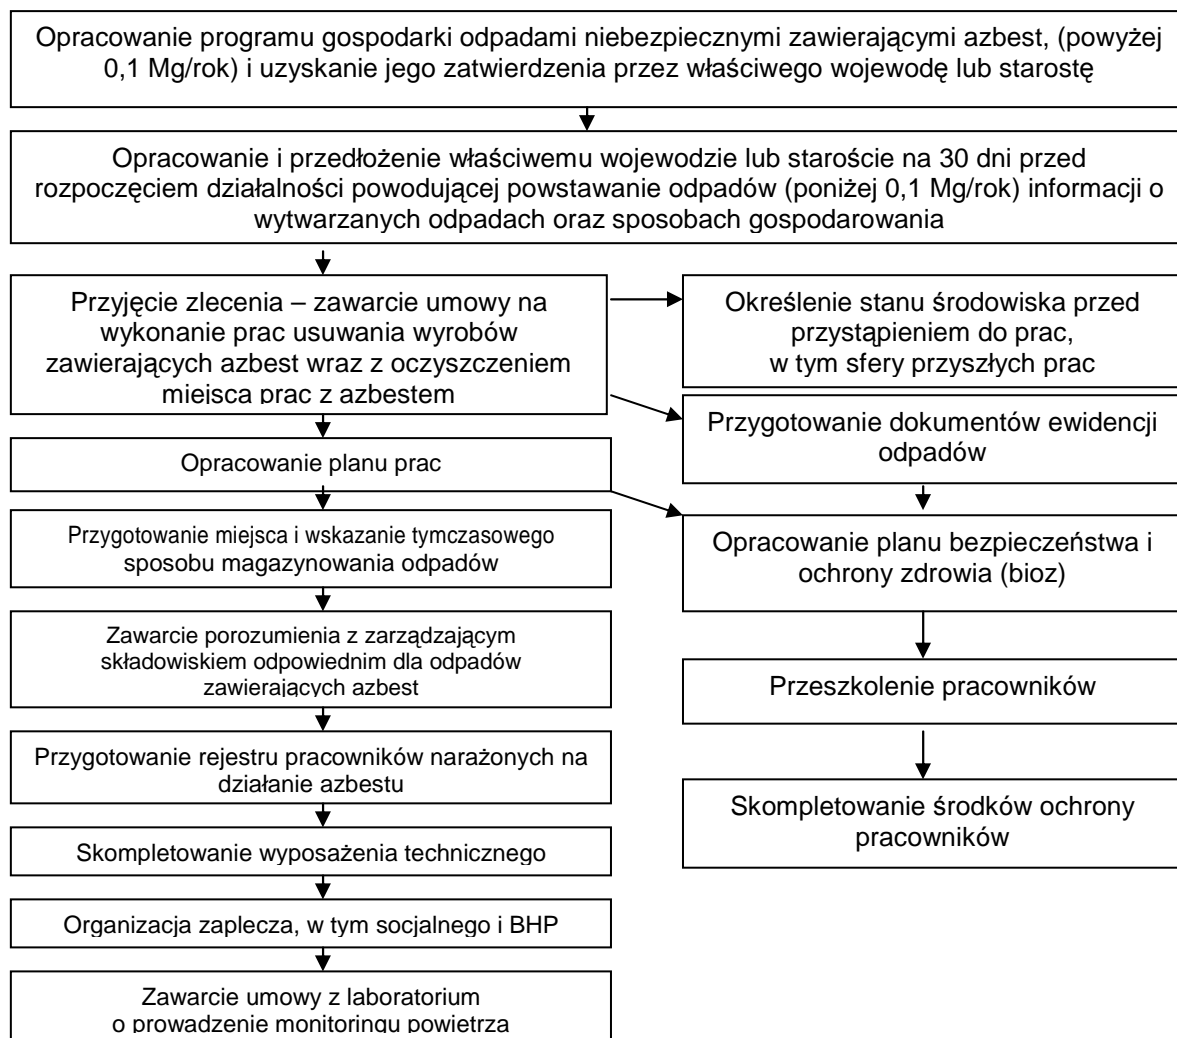 Opracowanie programu gospodarki odpadami niebezpiecznymi zawierającymi azbest, (powyżej
0,1 Mg/rok) i uzyskanie jego zatwierdzenia przez właściwego wojewodę lub starostę
Opracowanie i przedłożenie właściwemu wojewodzie lub staroście na 30 dni przed
rozpoczęciem działalności powodującej powstawanie odpadów (poniżej 0,1 Mg/rok) informacji o
wytwarzanych odpadach oraz sposobach gospodarowania
Przyjęcie zlecenia – zawarcie umowy na
wykonanie prac usuwania wyrobów
zawierających azbest wraz z oczyszczeniem
miejsca prac z azbestem
Określenie stanu środowiska przed
przystąpieniem do prac,
w tym sfery przyszłych prac
Przygotowanie dokumentów ewidencji
odpadów
Opracowanie planu prac
Przygotowanie miejsca i wskazanie tymczasowego
sposobu magazynowania odpadów
Opracowanie planu bezpieczeństwa i
ochrony zdrowia (bioz)
Zawarcie porozumienia z zarządzającym
składowiskiem odpowiednim dla odpadów
zawierających azbest
Przeszkolenie pracowników
Przygotowanie rejestru pracowników narażonych na
działanie azbestu
Skompletowanie środków ochrony
pracowników
Skompletowanie wyposażenia technicznego
Organizacja zaplecza, w tym socjalnego i BHP
Zawarcie umowy z laboratorium
o prowadzenie monitoringu powietrza